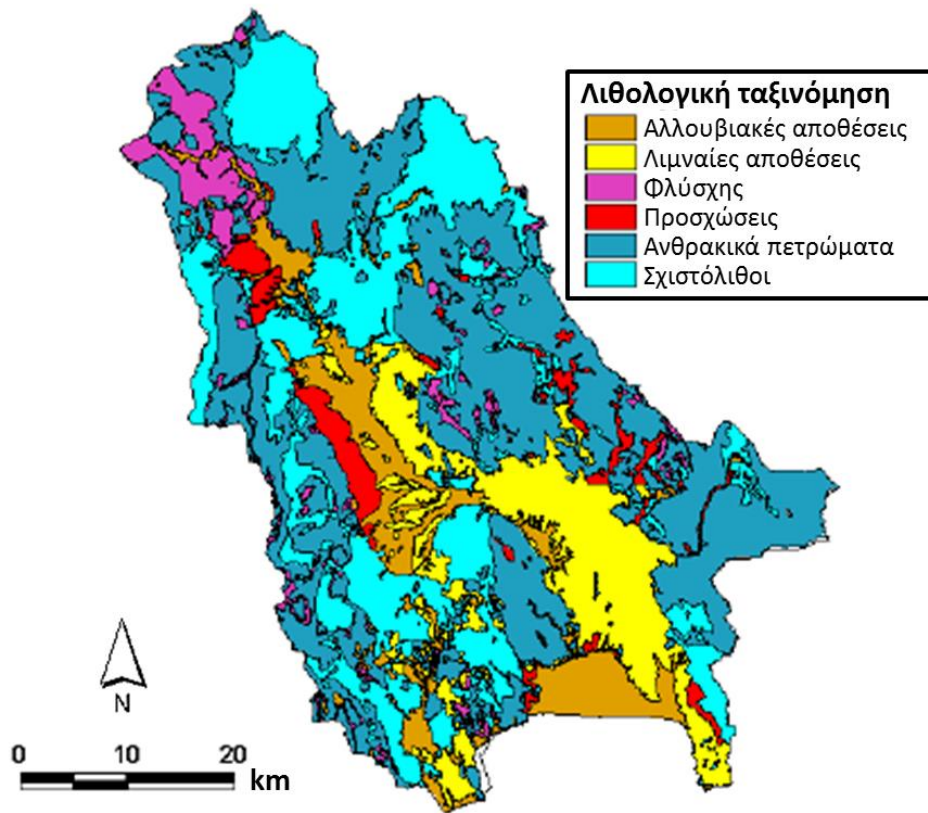 Λιθολογική ταξινόμηση
Αλλουβιακές αποθέσεις
Λιμναίες αποθέσεις
Φλύσχης
Προσχώσεις
Ανθρακικά πετρώματα
Σχιστόλιθοι
N
0 10 20
km